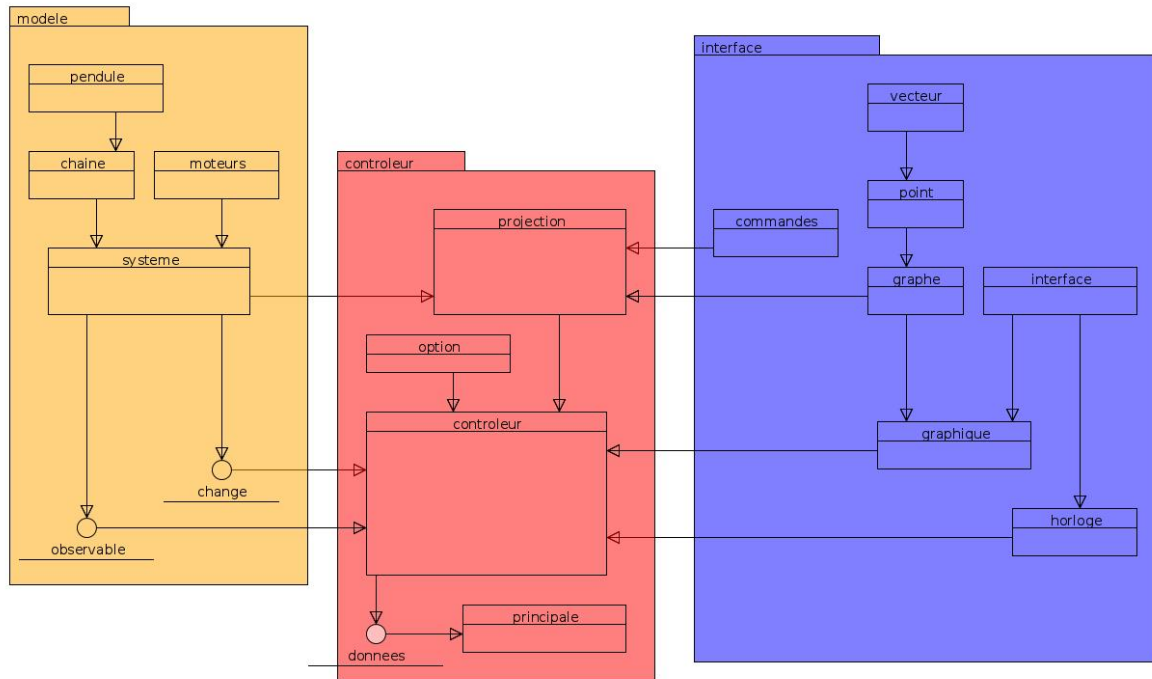 modele
pendule
chaine
moteurs
systeme
change
observable
controleur
projection
option
controleur
principale
donnees
interface
vecteur
point
commandes
graphe
interface
graphique
horloge